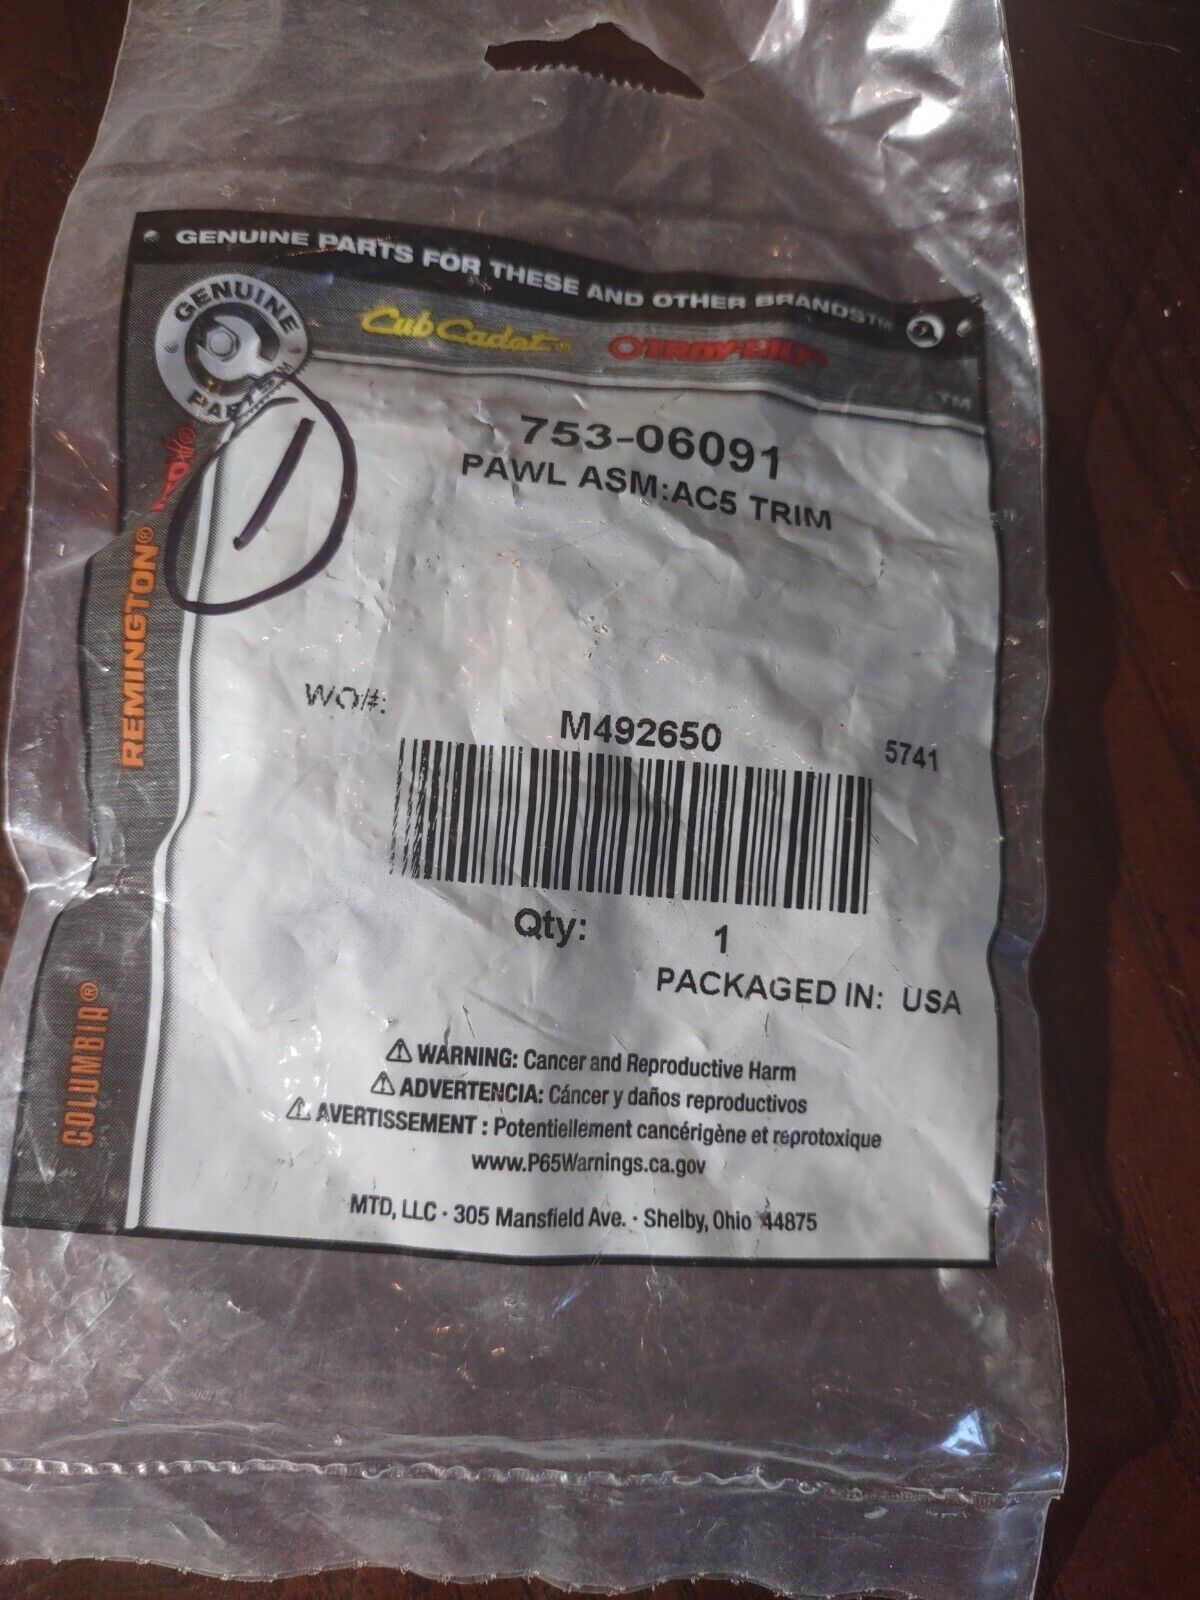 GENUINE PARTS FOR THESE AND OTHER BRANDS™
GENUINE
PARTS
Cub Cadet®
TROY-BILT®
™
753-06091
PAWL ASM:AC5 TRIM
1
REMINGTON®
WO#:
M492650
5741
Qty: 1
PACKAGED IN: USA
COLUMBIA®
⚠ WARNING: Cancer and Reproductive Harm
⚠ ADVERTENCIA: Cáncer y daños reproductivos
⚠ AVERTISSEMENT : Potentiellement cancérigène et reprotoxique
www.P65Warnings.ca.gov
MTD, LLC · 305 Mansfield Ave. · Shelby, Ohio 44875